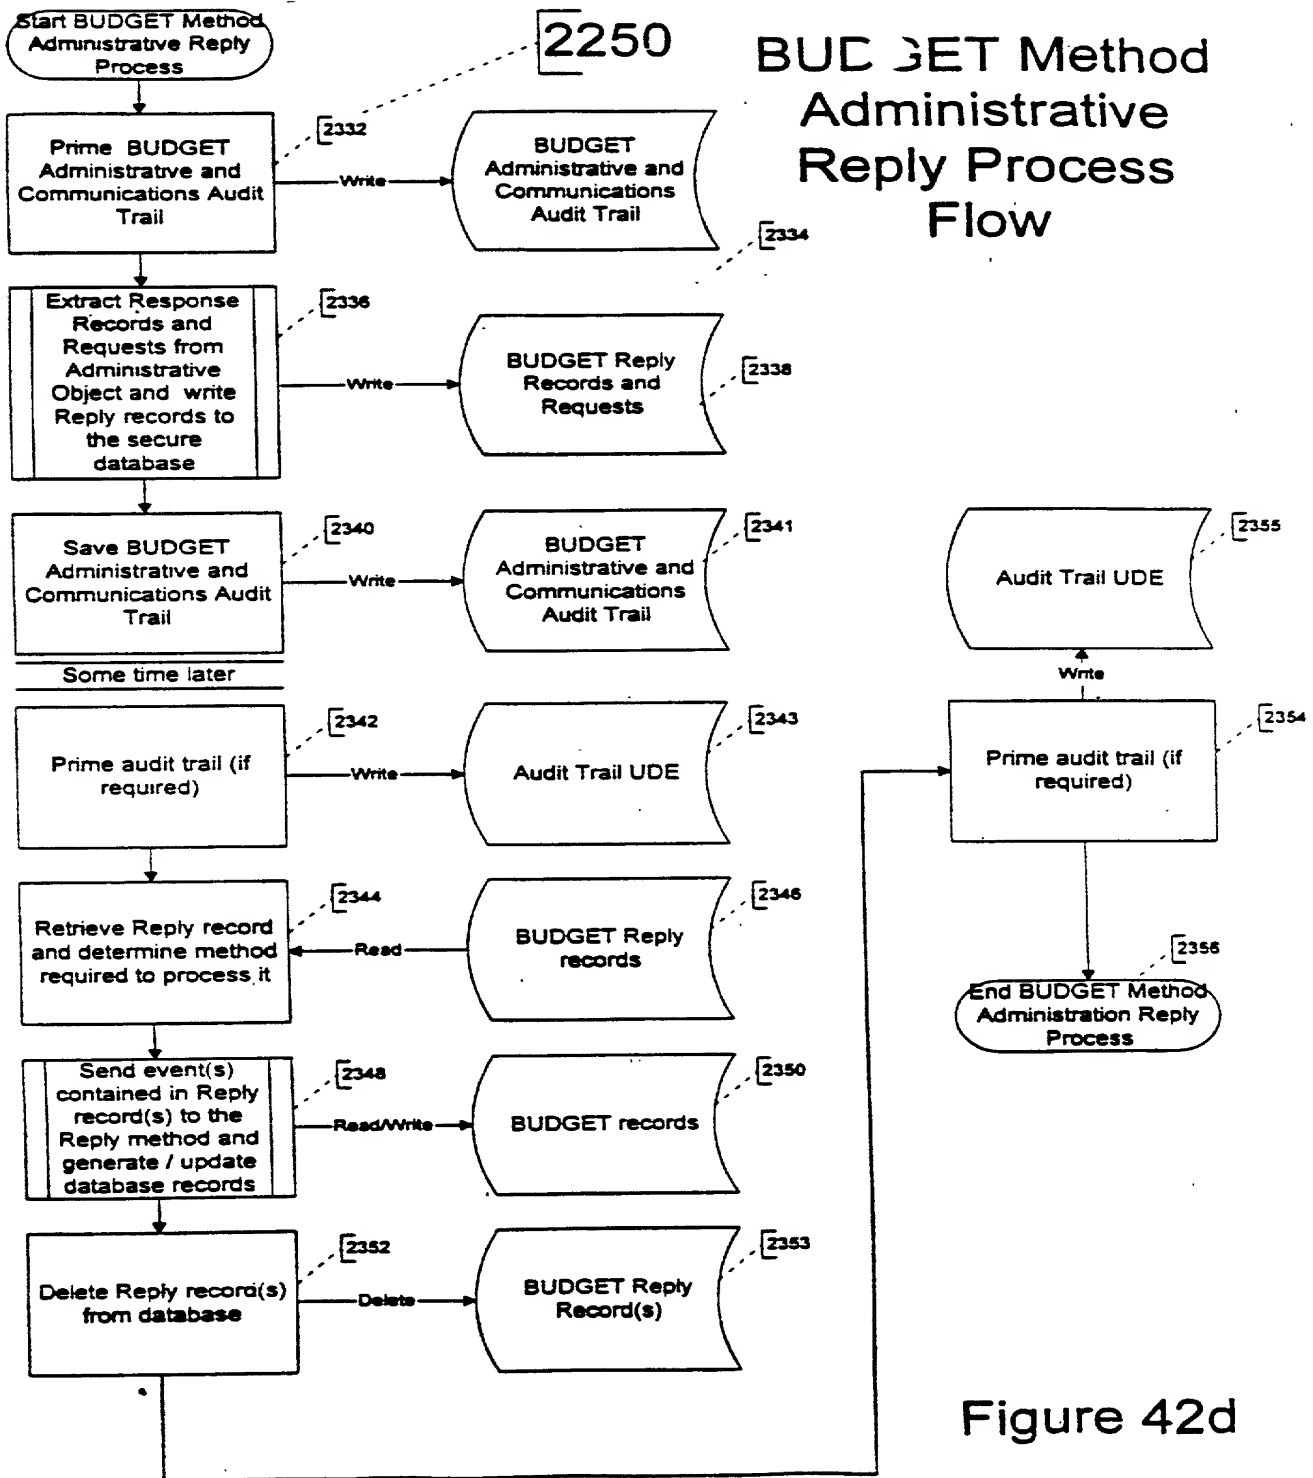 Start BUDGET Method
Administrative Reply
Process
2250
BUDGET Method
Administrative
Reply Process
Flow
Prime BUDGET
Administrative and
Communications Audit
Trail
2332
Write
BUDGET
Administrative and
Communications
Audit Trail
2334
Extract Response
Records and
Requests from
Administrative
Object and write
Reply records to
the secure
database
2336
Write
BUDGET Reply
Records and
Requests
2338
Save BUDGET
Administrative and
Communications Audit
Trail
2340
Write
BUDGET
Administrative and
Communications
Audit Trail
2341
Some time later
Prime audit trail (if
required)
2342
Write
Audit Trail UDE
2343
Retrieve Reply record
and determine method
required to process it
2344
Read
BUDGET Reply
records
2346
Send event(s)
contained in Reply
record(s) to the
Reply method and
generate / update
database records
2348
Read/Write
BUDGET records
2350
Delete Reply record(s)
from database
2352
Delete
BUDGET Reply
Record(s)
2353
Audit Trail UDE
2355
Write
Prime audit trail (if
required)
2354
End BUDGET Method
Administration Reply
Process
2356
Figure 42d